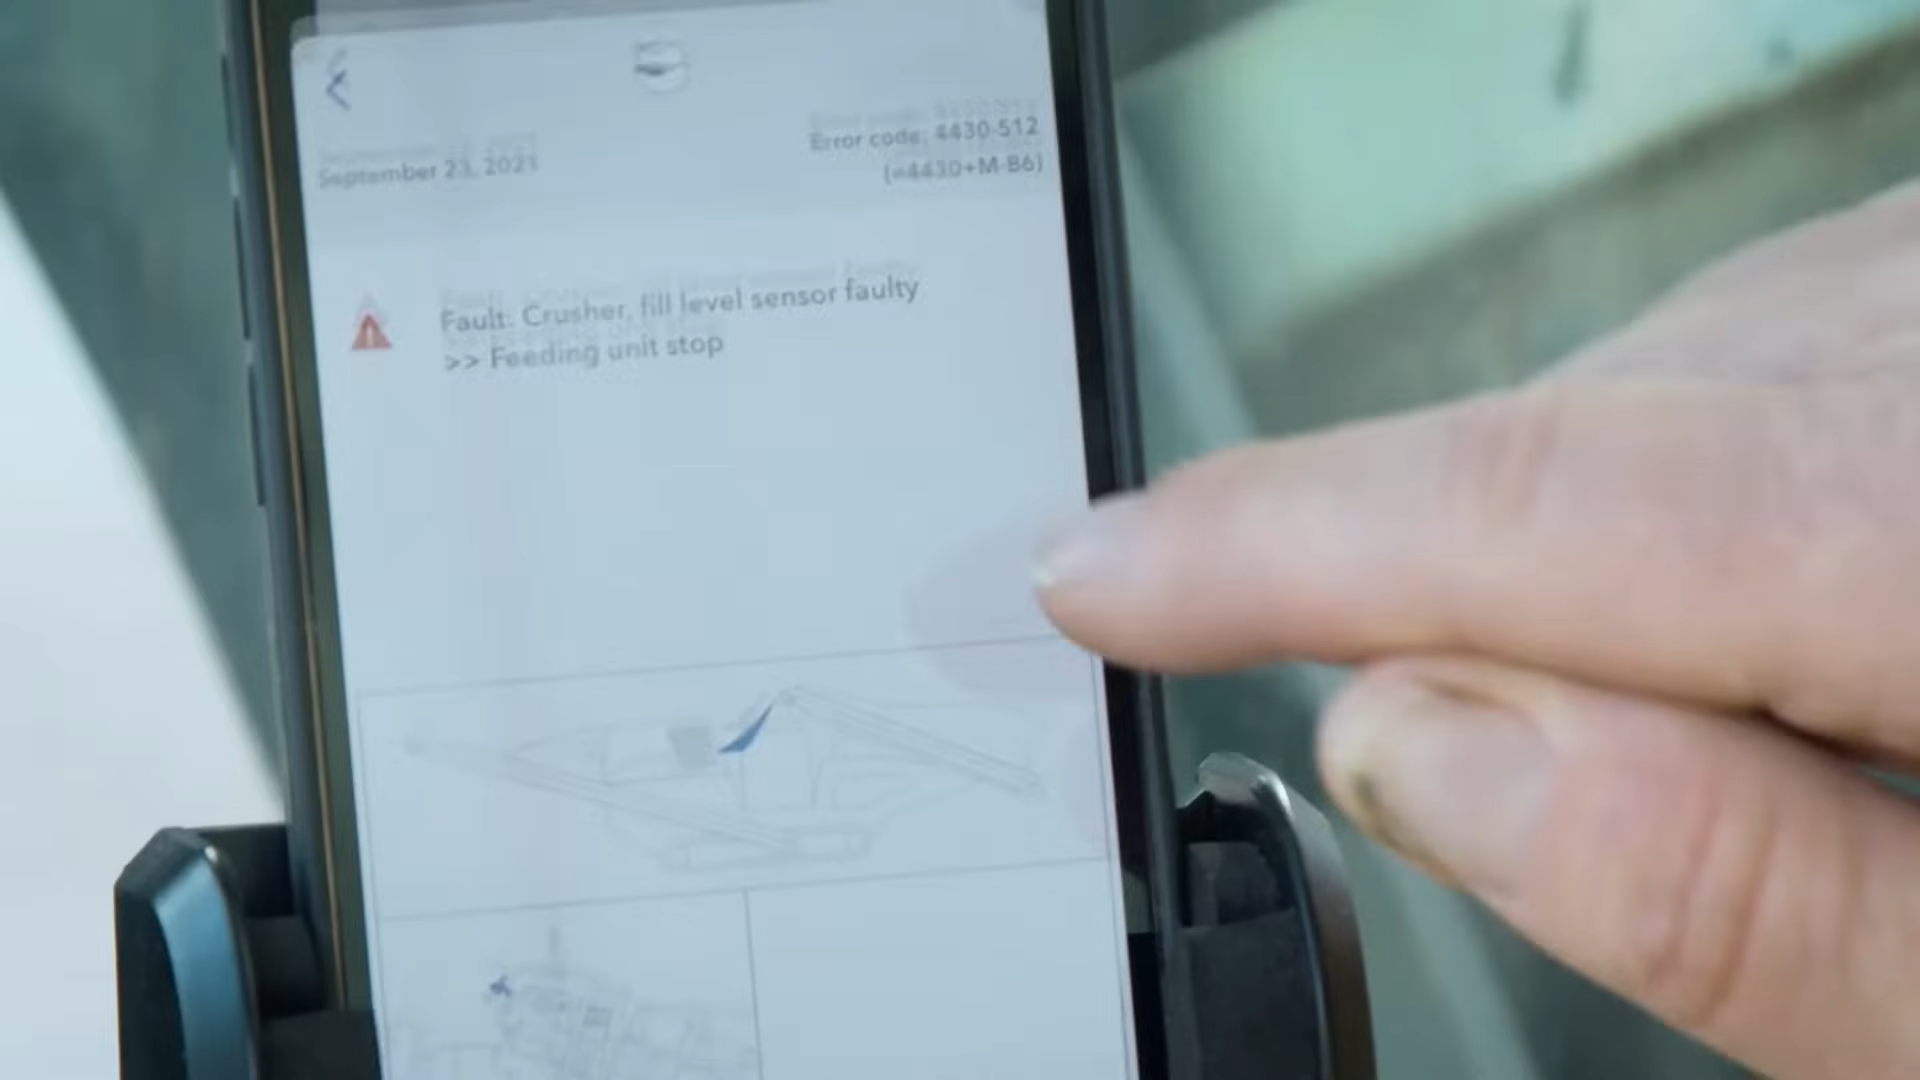 September 23, 2021
Error code: 4430-512
(=4430+M-B6)
Fault: Crusher, fill level sensor faulty
>> Feeding unit stop